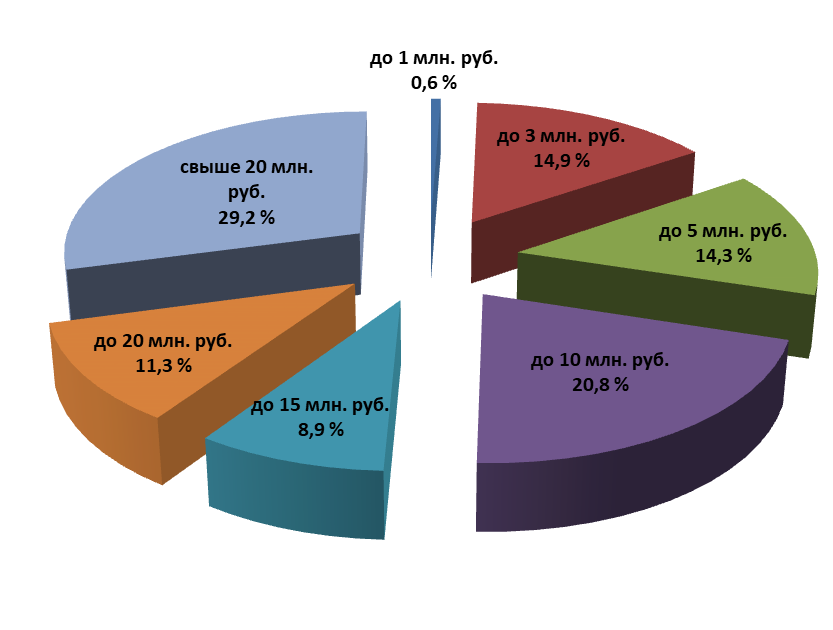 до 1 млн. руб.
0,6 %
до 3 млн. руб.
14,9 %
до 5 млн. руб.
14,3 %
до 10 млн. руб.
20,8 %
до 15 млн. руб.
8,9 %
до 20 млн. руб.
11,3 %
свыше 20 млн.
руб.
29,2 %